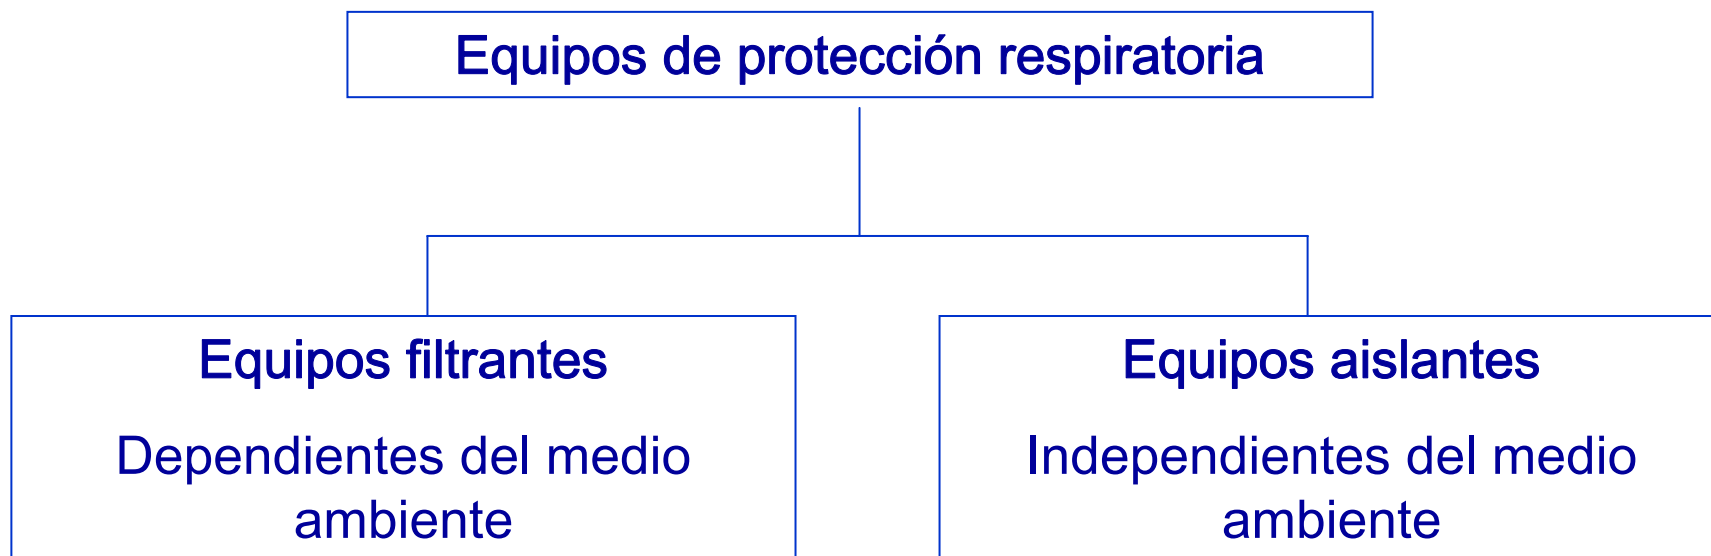 Equipos de protección respiratoria
Equipos filtrantes
Dependientes del medio
ambiente
Equipos aislantes
Independientes del medio
ambiente